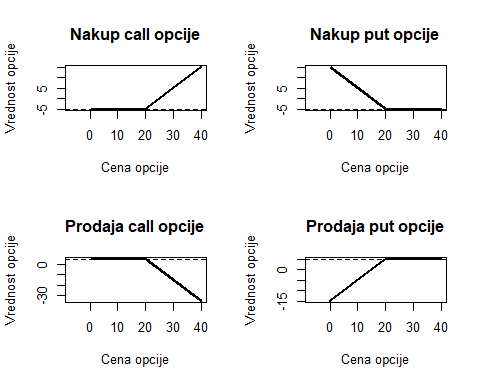 Nakup call opcije
Vrednost opcije
-5 5
0 10 20 30 40
Cena opcije
Nakup put opcije
Vrednost opcije
-5 5
0 10 20 30 40
Cena opcije
Prodaja call opcije
Vrednost opcije
-30 0
0 10 20 30 40
Cena opcije
Prodaja put opcije
Vrednost opcije
-15 0
0 10 20 30 40
Cena opcije